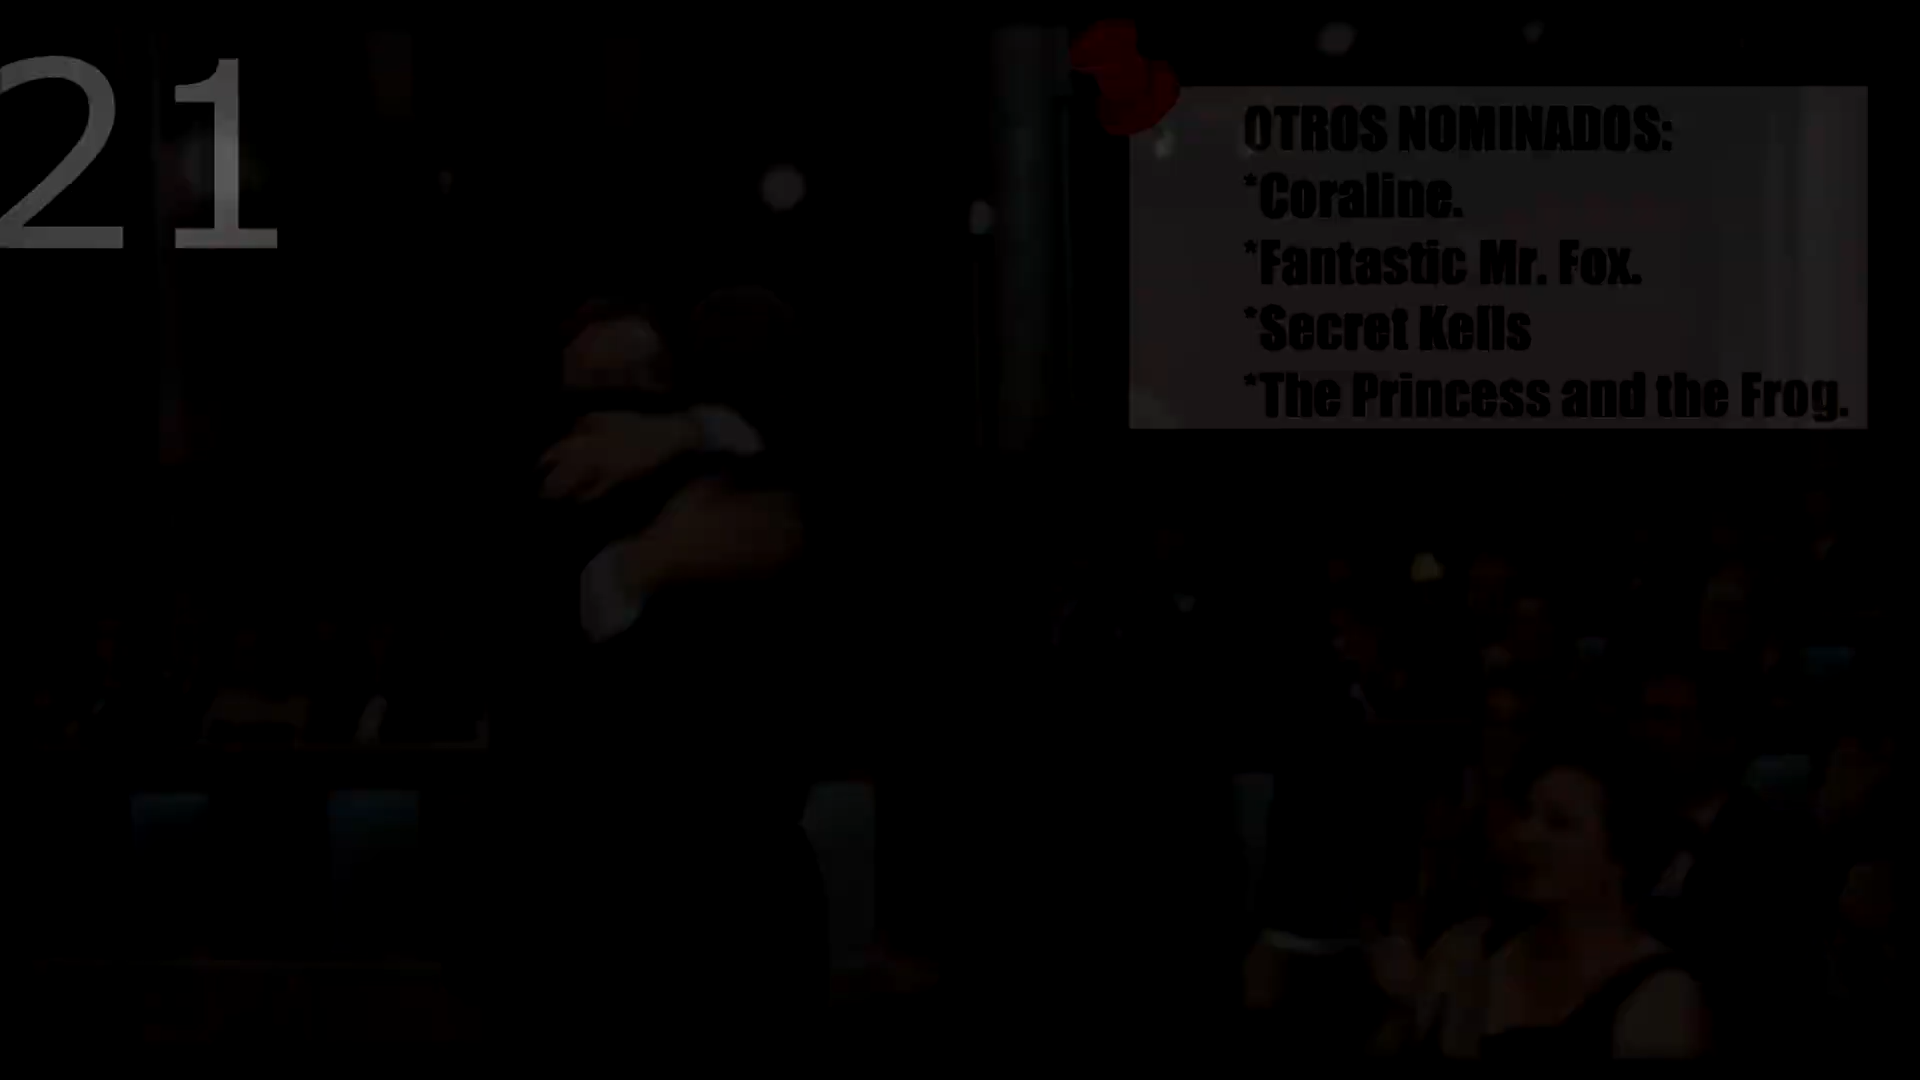 21
OTROS NOMINADOS:
*Coraline.
*Fantastic Mr. Fox.
*Secret Kells
*The Princess and the Frog.